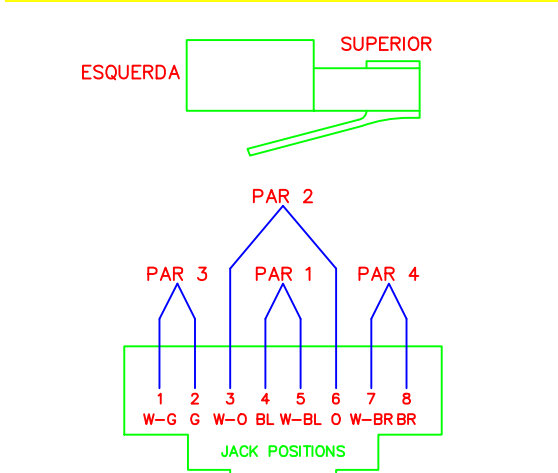 SUPERIOR
ESQUERDA
PAR 2
PAR 3 PAR 1 PAR 4
1 2 3 4 5 6 7 8
W-G G W-O BL W-BL O W-BR BR
JACK POSITIONS